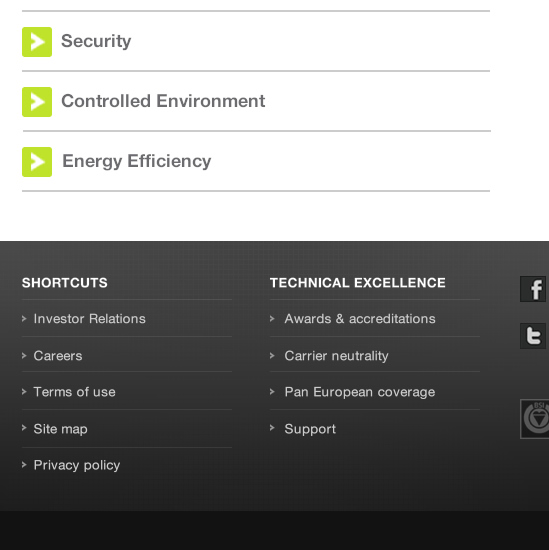 Security
Controlled Environment
Energy Efficiency
SHORTCUTS
Investor Relations
Careers
Terms of use
Site map
Privacy policy
TECHNICAL EXCELLENCE
Awards & accreditations
Carrier neutrality
Pan European coverage
Support
f
t
BSI